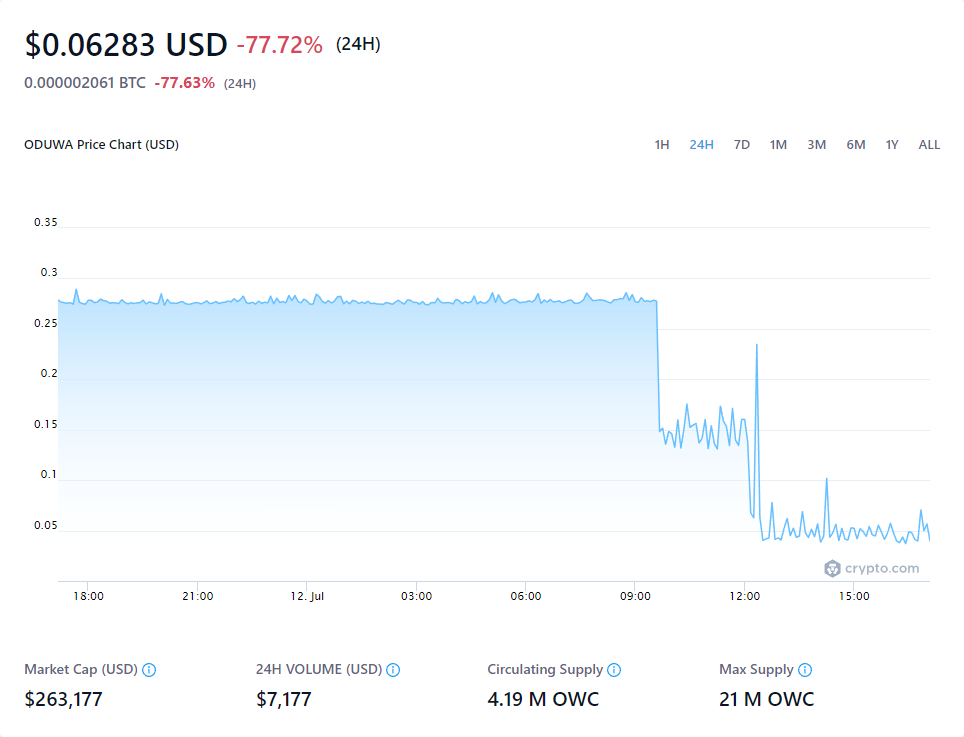 $0.06283 USD -77.72% (24H)
0.000002061 BTC -77.63% (24H)
ODUWA Price Chart (USD) 1H 24H 7D 1M 3M 6M 1Y ALL
0.35
0.3
0.25
0.2
0.15
0.1
0.05
crypto.com
18:00 21:00 12. Jul 03:00 06:00 09:00 12:00 15:00
Market Cap (USD) 24H VOLUME (USD) Circulating Supply Max Supply
$263,177 $7,177 4.19 M OWC 21 M OWC